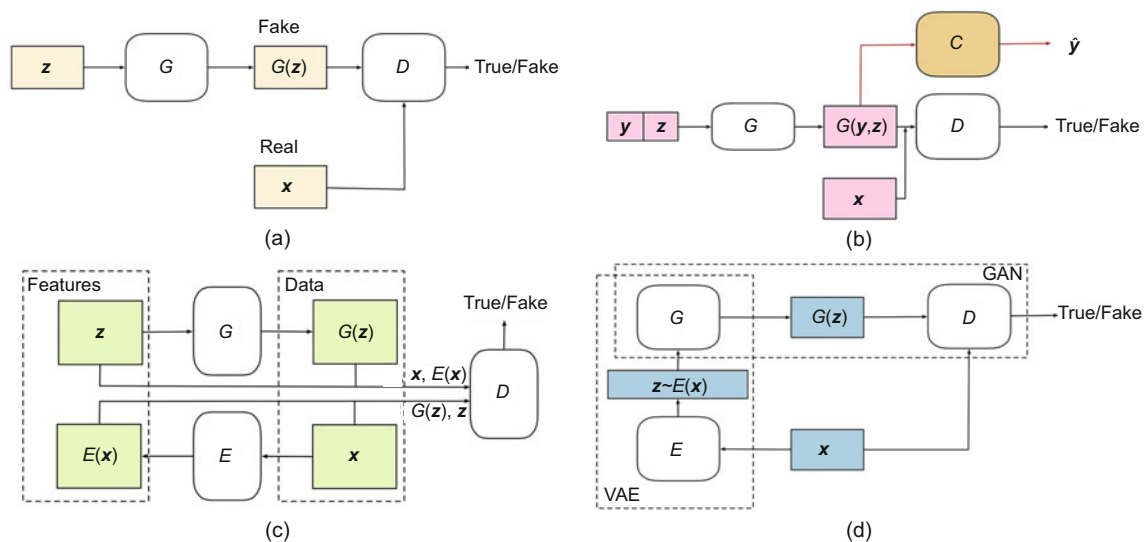 Fake
z
G
G(z)
D
True/Fake
Real
x
(a)
C
ŷ
y z
G
G(y,z)
D
True/Fake
x
(b)
Features
Data
True/Fake
z
G
G(z)
x, E(x)
D
G(z), z
E(x)
E
x
(c)
GAN
G
G(z)
D
True/Fake
z~E(x)
E
x
VAE
(d)